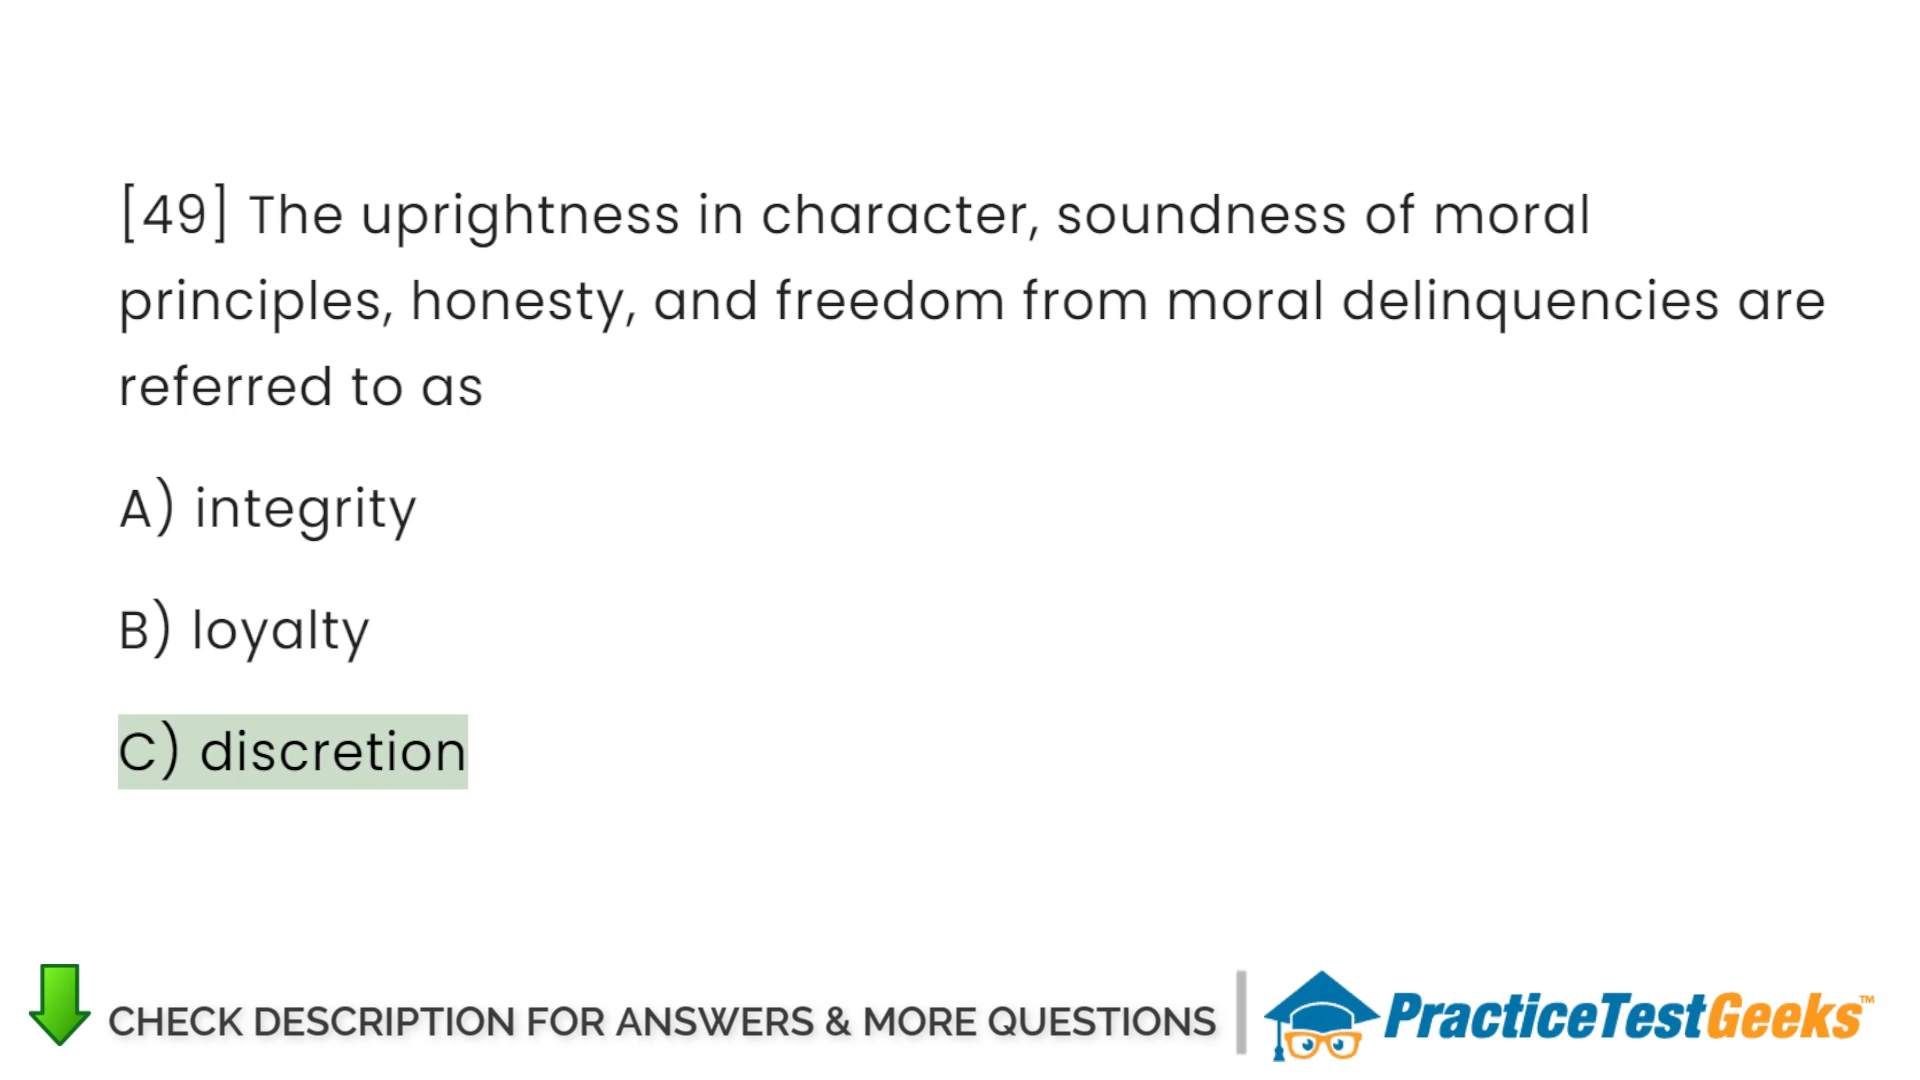 [49] The uprightness in character, soundness of moral
principles, honesty, and freedom from moral delinquencies are
referred to as
A) integrity
B) loyalty
C) discretion
CHECK DESCRIPTION FOR ANSWERS & MORE QUESTIONS
PracticeTestGeeks™